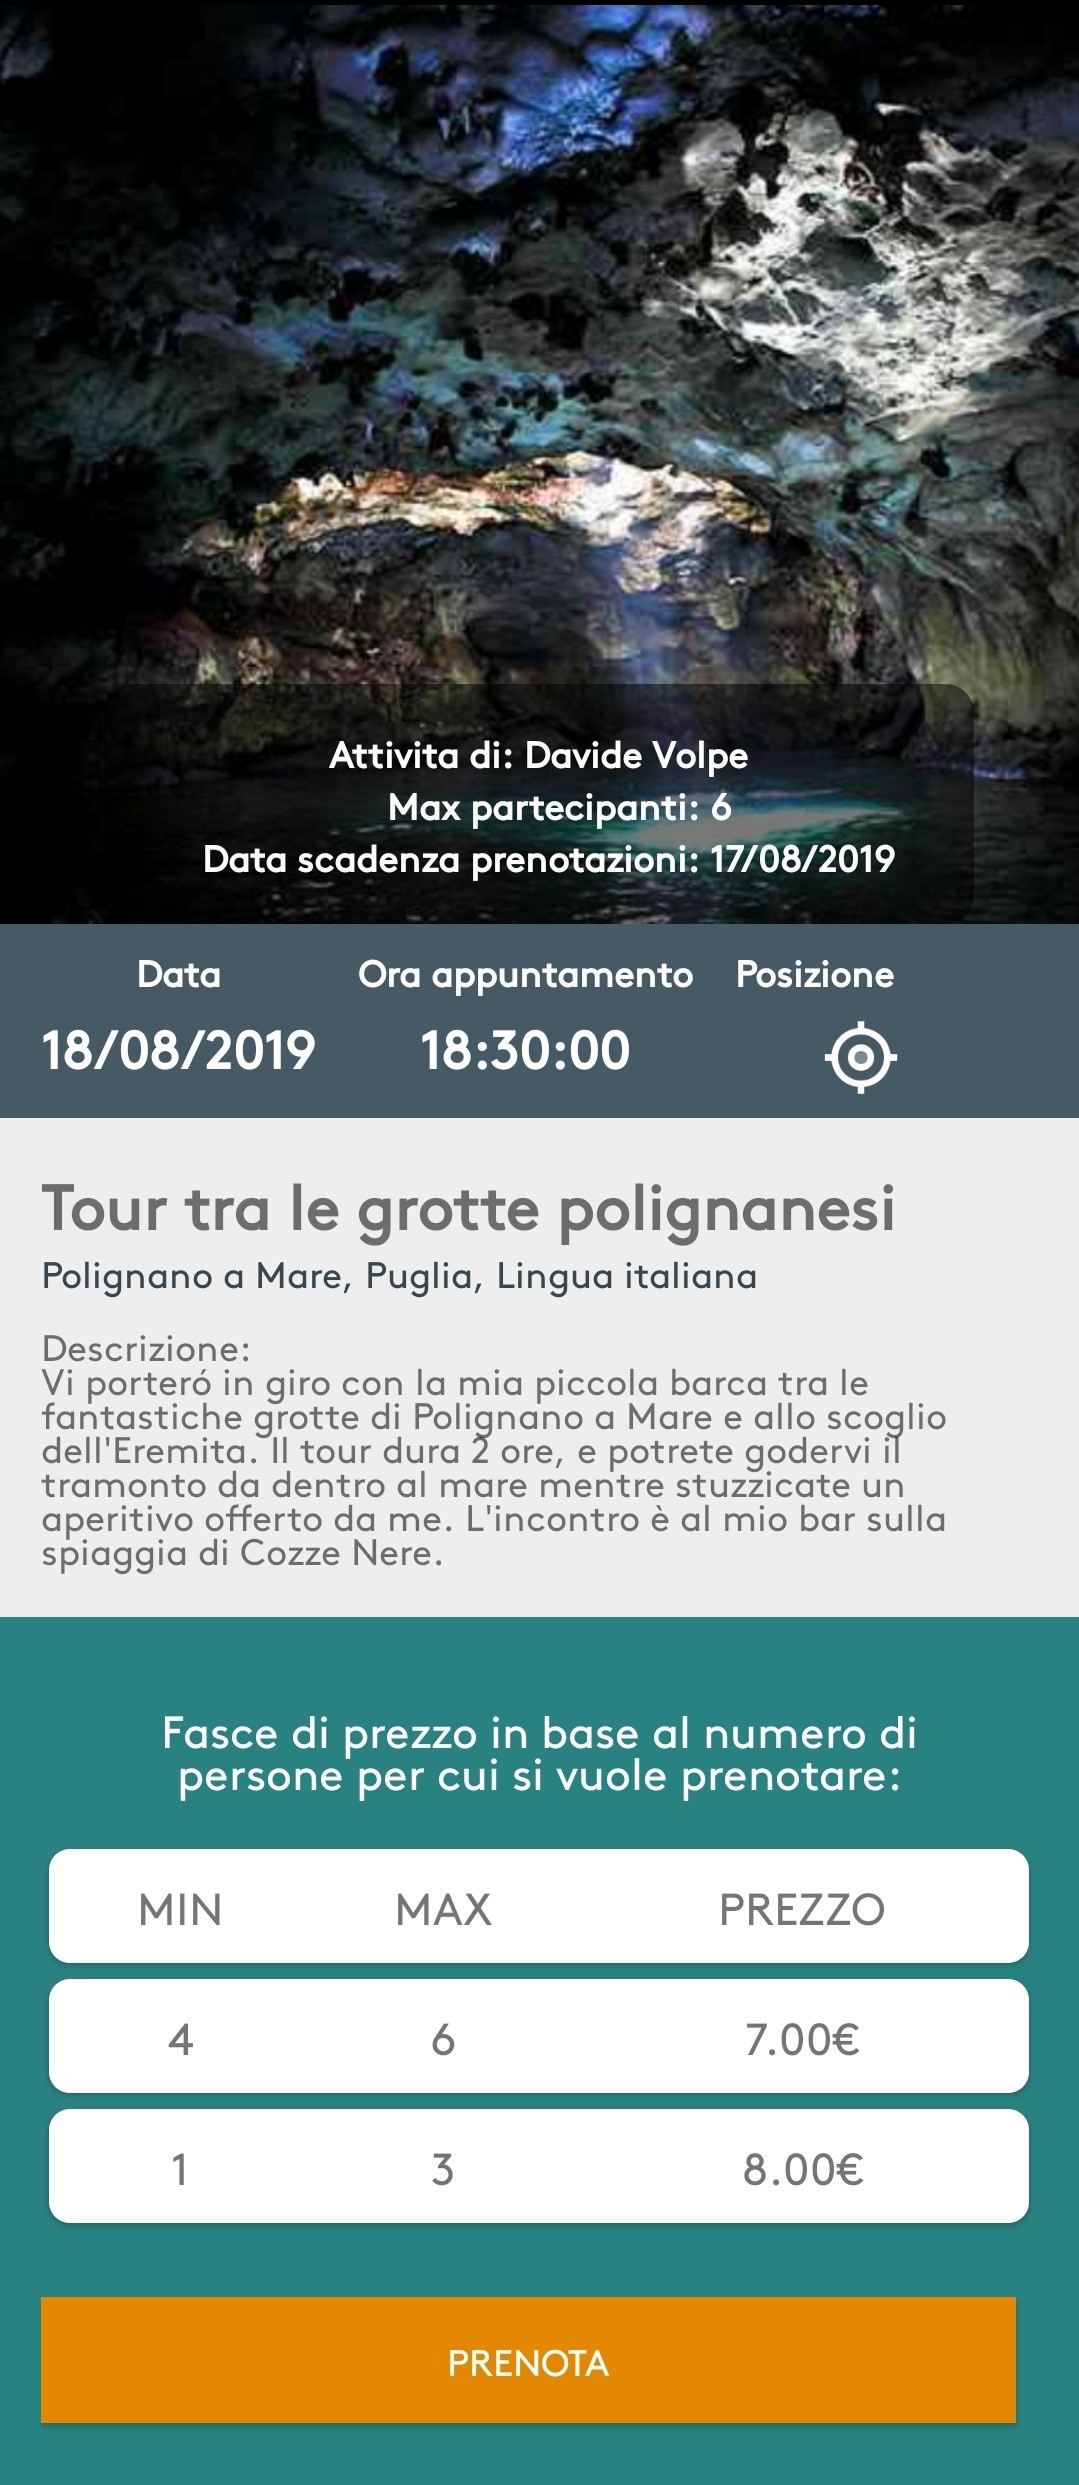 Attivita di: Davide Volpe
Max partecipanti: 6
Data scadenza prenotazioni: 17/08/2019
Data Ora appuntamento Posizione
18/08/2019 18:30:00
Tour tra le grotte polignanesi
Polignano a Mare, Puglia, Lingua italiana
Descrizione:
Vi porteró in giro con la mia piccola barca tra le
fantastiche grotte di Polignano a Mare e allo scoglio
dell'Eremita. Il tour dura 2 ore, e potrete godervi il
tramonto da dentro al mare mentre stuzzicate un
aperitivo offerto da me. L'incontro è al mio bar sulla
spiaggia di Cozze Nere.
Fasce di prezzo in base al numero di
persone per cui si vuole prenotare:
MIN MAX PREZZO
4 6 7.00€
1 3 8.00€
PRENOTA